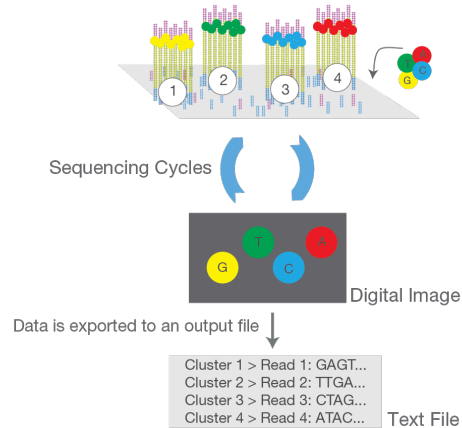 1
2
3
4
A
T
C
G
Sequencing Cycles
T
A
G
C
Digital Image
Data is exported to an output file
Cluster 1 > Read 1: GAGT...
Cluster 2 > Read 2: TTGA...
Cluster 3 > Read 3: CTAG...
Cluster 4 > Read 4: ATAC...
Text File